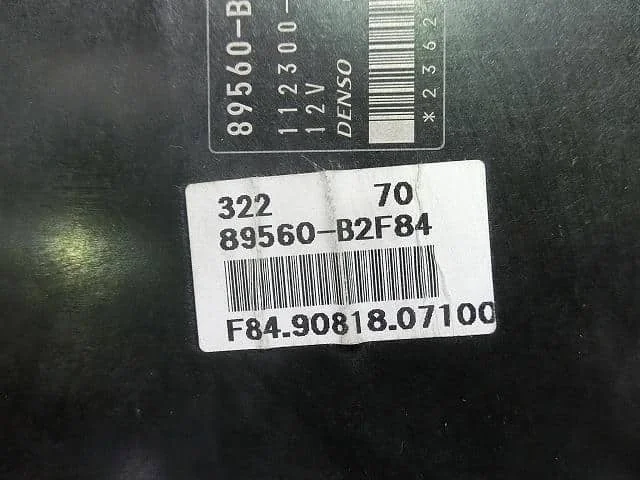 89560-B
112300-
12V
DENSO
*2362
322 70
89560-B2F84
F84.90818.07100